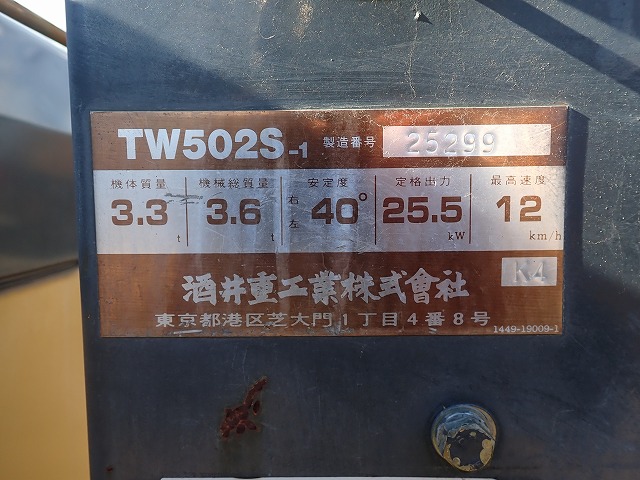 TW502S-1 製造番号 25299
機体質量 機械総質量 安定度 定格出力 最高速度
3.3 t 3.6 t 右左 40° 25.5 kW 12 km/h
K4
酒井重工業株式會社
東京都港区芝大門1丁目4番8号
1449-19009-1